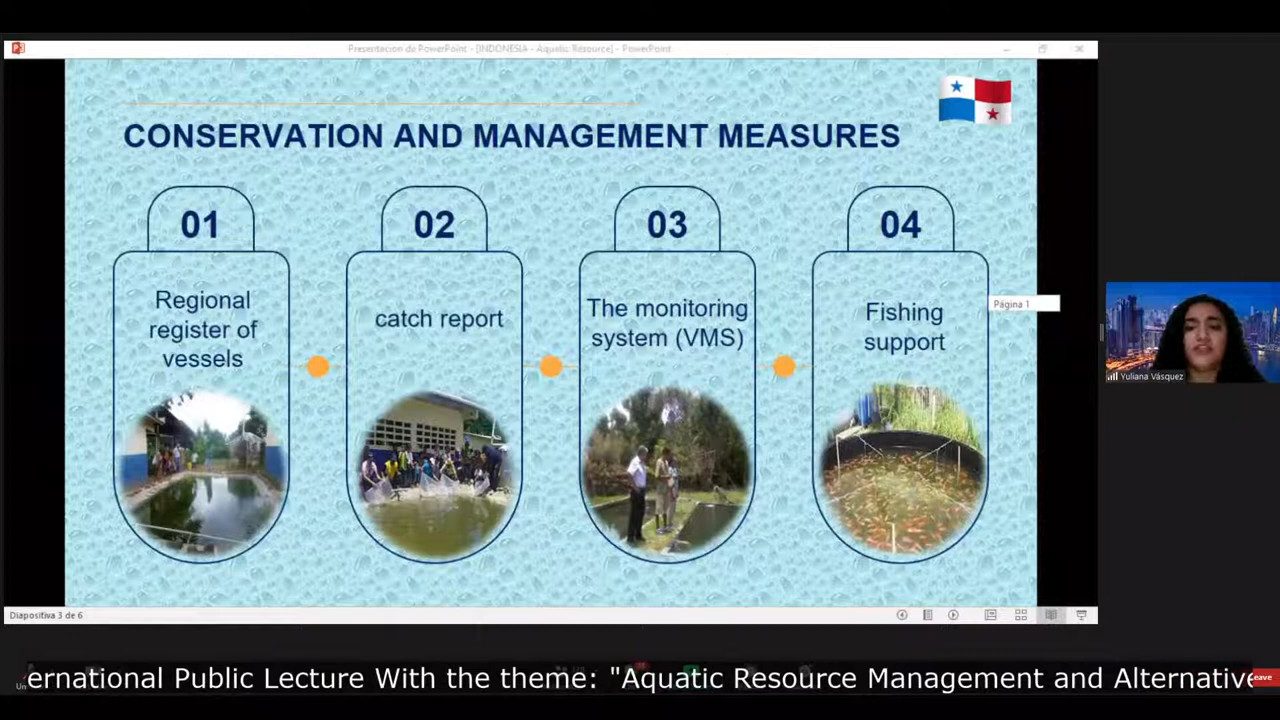 Presentación de PowerPoint - [INDONESIA - Aquatic Resource] - PowerPoint
CONSERVATION AND MANAGEMENT MEASURES
01
02
03
04
Regional
register of
vessels
catch report
The monitoring
system (VMS)
Fishing
support
Página 1
Yuliana Vásquez
Diapositiva 3 de 6
ernational Public Lecture With the theme: "Aquatic Resource Management and Alternative
Leave